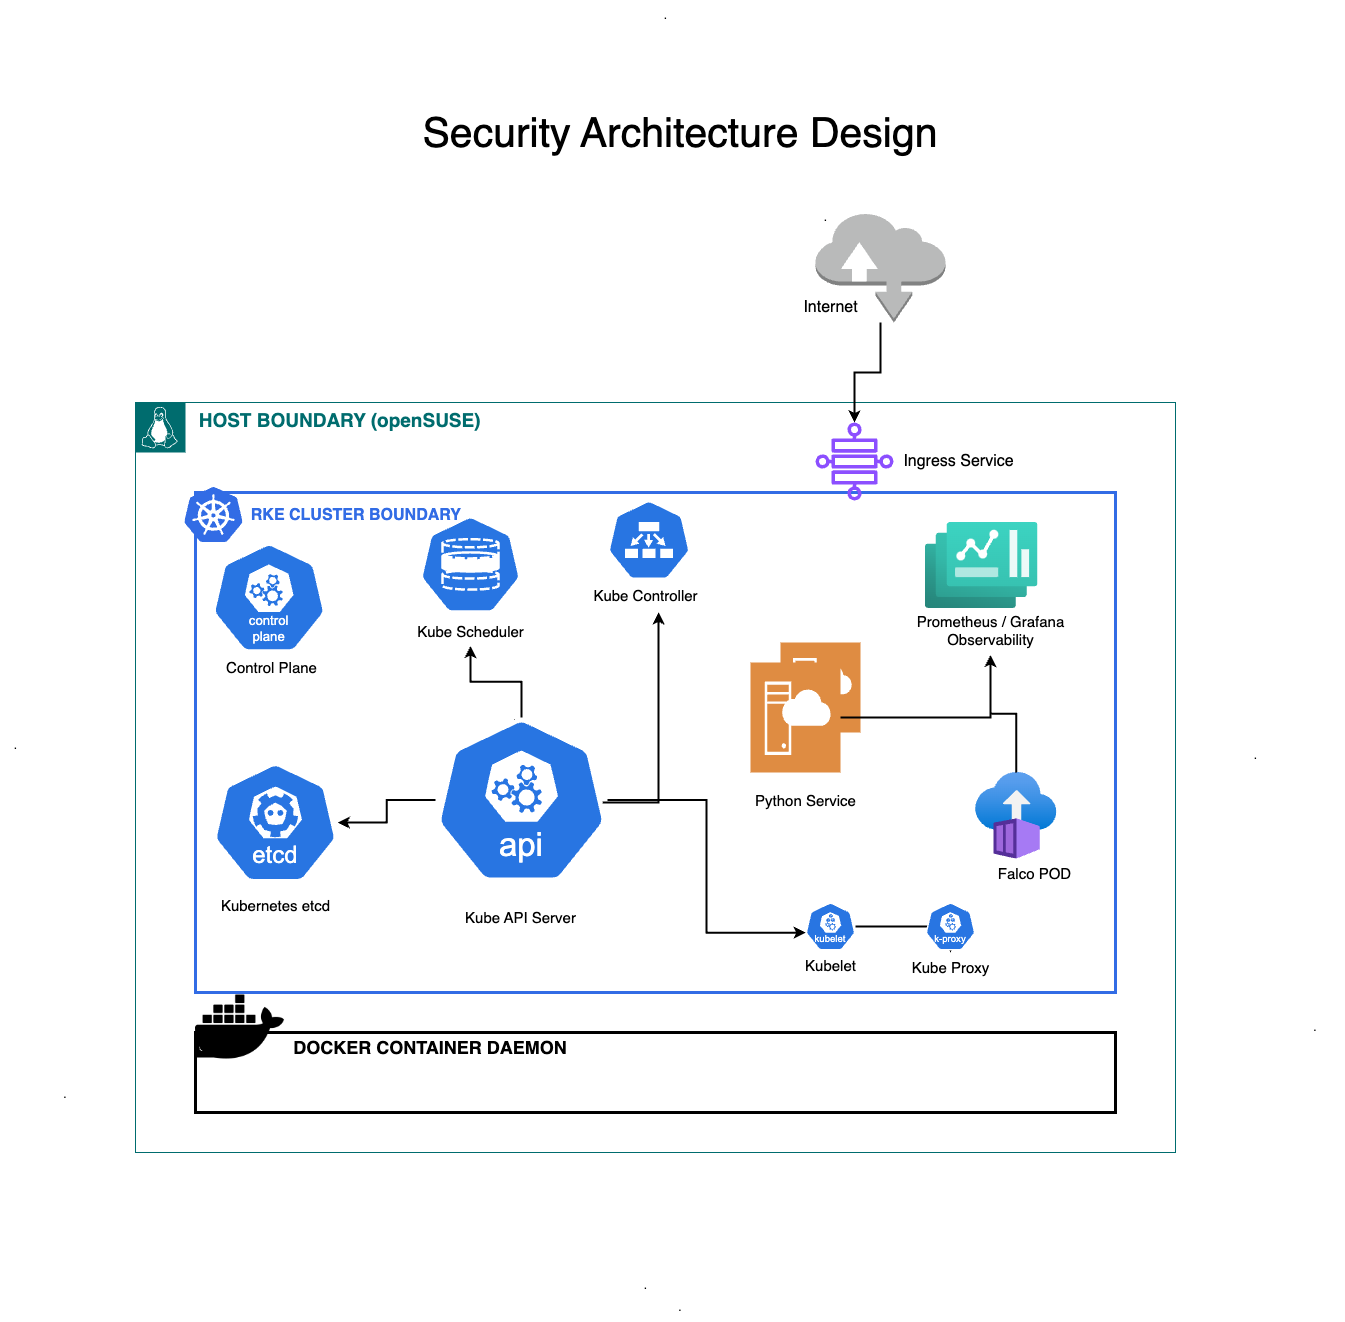 Security Architecture Design
Internet
HOST BOUNDARY (openSUSE)
Ingress Service
RKE CLUSTER BOUNDARY
control
plane
Control Plane
Kube Scheduler
Kube Controller
Prometheus / Grafana
Observability
Python Service
etcd
Kubernetes etcd
api
Kube API Server
Falco POD
kubelet
Kubelet
k-proxy
Kube Proxy
DOCKER CONTAINER DAEMON